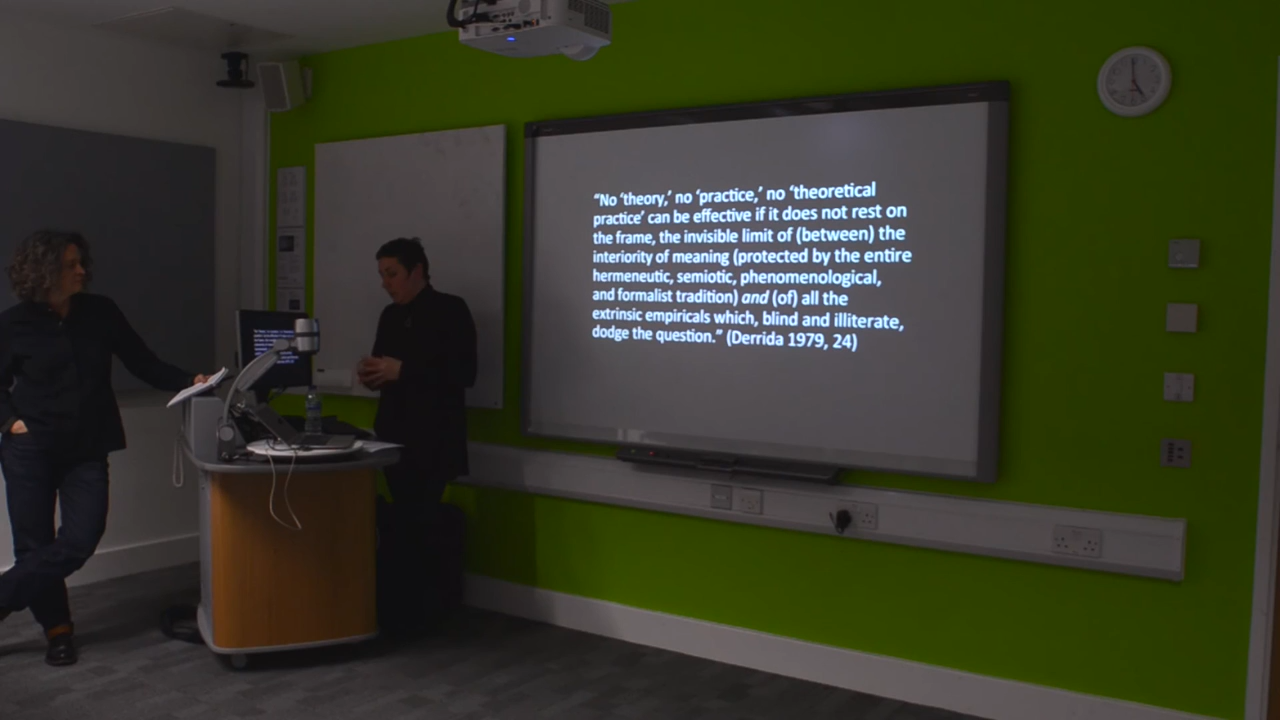 “No ‘theory,’ no ‘practice,’ no ‘theoretical
practice’ can be effective if it does not rest on
the frame, the invisible limit of (between) the
interiority of meaning (protected by the entire
hermeneutic, semiotic, phenomenological,
and formalist tradition) and (of) all the
extrinsic empiricals which, blind and illiterate,
dodge the question.” (Derrida 1979, 24)